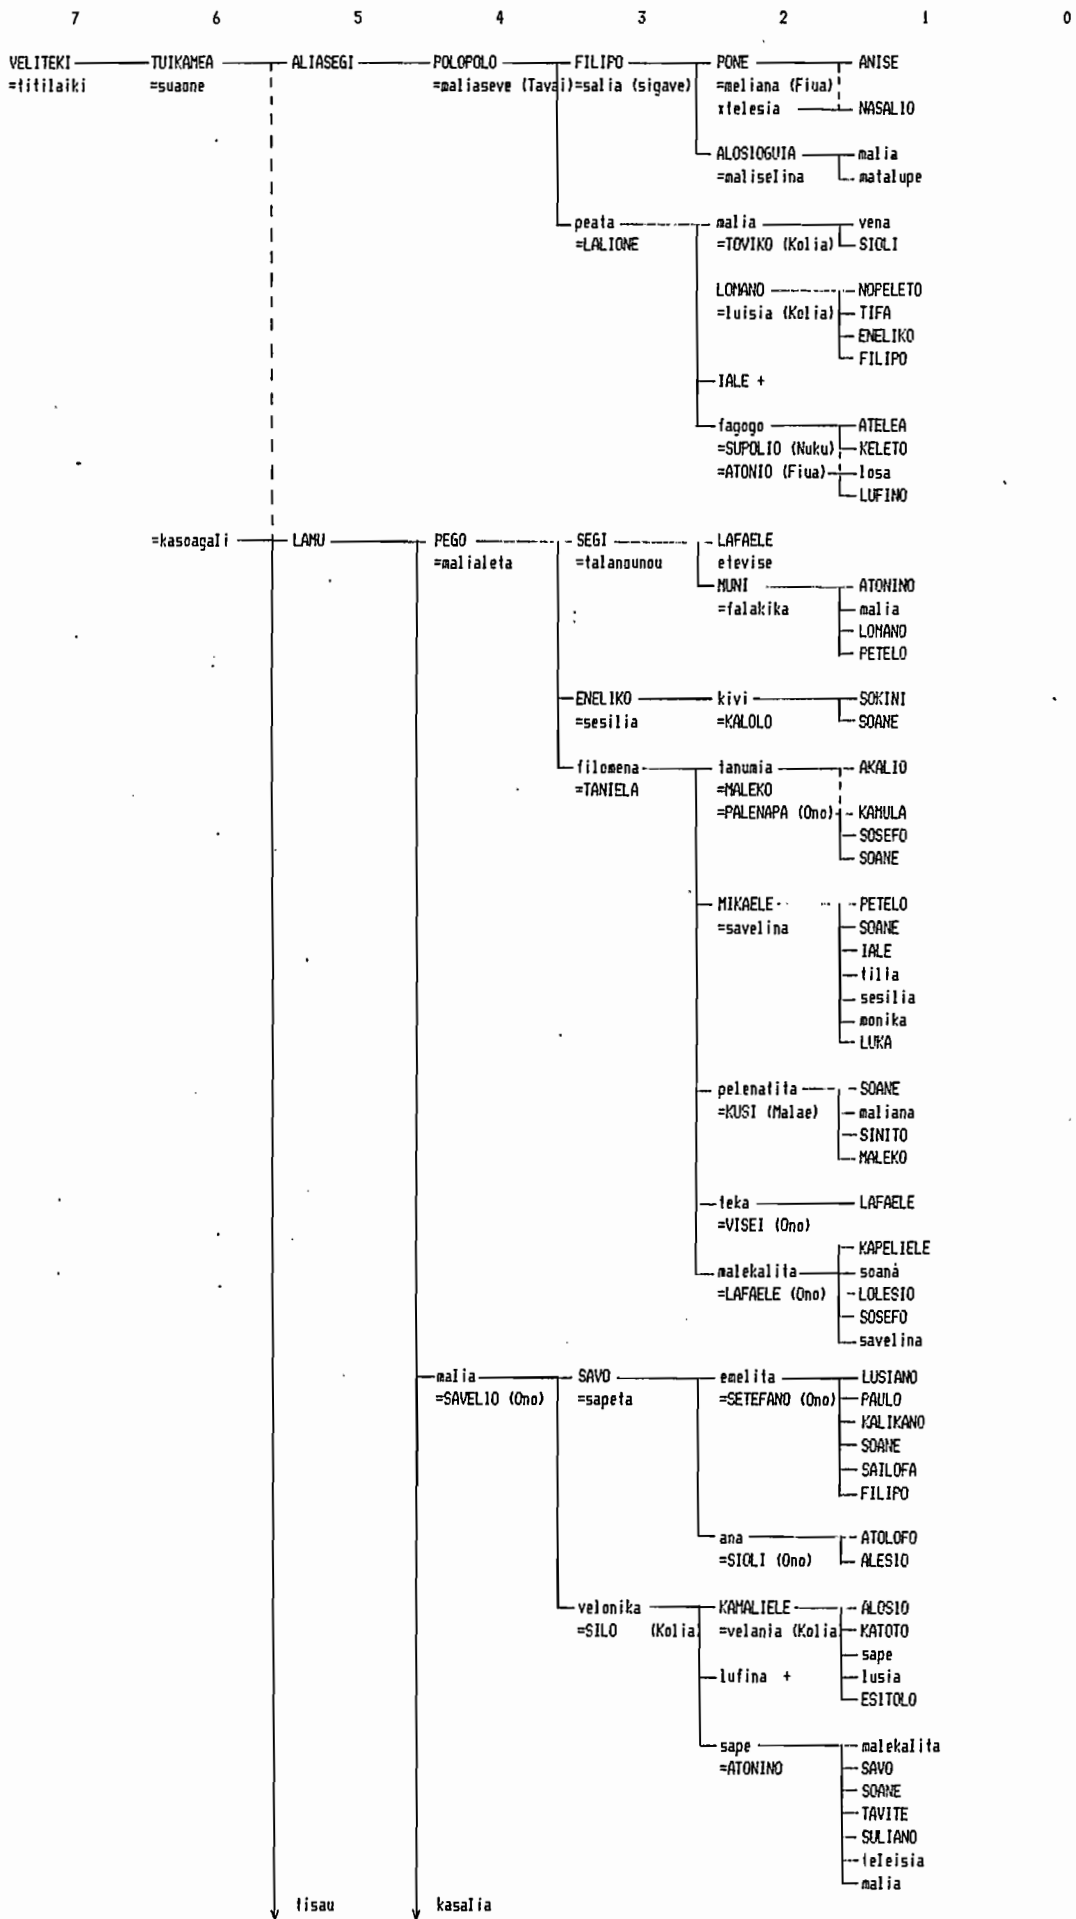 7 6 5 4 3 2 1 0
VELITEKI TUIKAMEA ALIASEGI POLOPOLO FILIPO PONE ANISE
=titilaiki =suaone =maliaseve (Tavai) =salia (sigave) =meliana (Fiua)
xtelesia NASALIO
ALOSIOGUIA malia
=maliselina matalupe
peata malia vena
=LALIONE =TOVIKO (Kolia) SIOLI
LOMANO NOPELETO
=luisia (Kolia) TIFA
ENELIKO
FILIPO
IALE +
fagogo ATELEA
=SUPOLIO (Nuku) KELETO
=ATONIO (Fiua) losa
LUFINO
=kasoagali LAMU PEGO SEGI LAFAELE
=malialeta =talanounou etevise
MUNI ATONINO
=falakika malia
LOMANO
PETELO
ENELIKO kivi SOKINI
=sesilia =KALOLO SOANE
filomena tanumia AKALIO
=TANIELA =MALEKO
=PALENAPA (Ono) KAMULA
SOSEFO
SOANE
MIKAELE PETELO
=savelina SOANE
IALE
tilia
sesilia
monika
LUKA
pelenatita SOANE
=KUSI (Malae) maliana
SINITO
MALEKO
teka LAFAELE
=VISEI (Ono)
KAPELIELE
malekalita soana
=LAFAELE (Ono) LOLESIO
SOSEFO
savelina
malia SAVO emelita LUSIANO
=SAVELIO (Ono) =sapeta =SETEFANO (Ono) PAULO
KALIKANO
SOANE
SAILOFA
FILIPO
ana ATOLOFO
=SIOLI (Ono) ALESIO
velonika KAMALIELE ALOSIO
=SILO (Kolia) =velania (Kolia KATOTO
sape
lufina + lusia
ESITOLO
sape malekalita
=ATONINO SAVO
SOANE
TAVITE
SULIANO
teleisia
malia
tisau kasalia